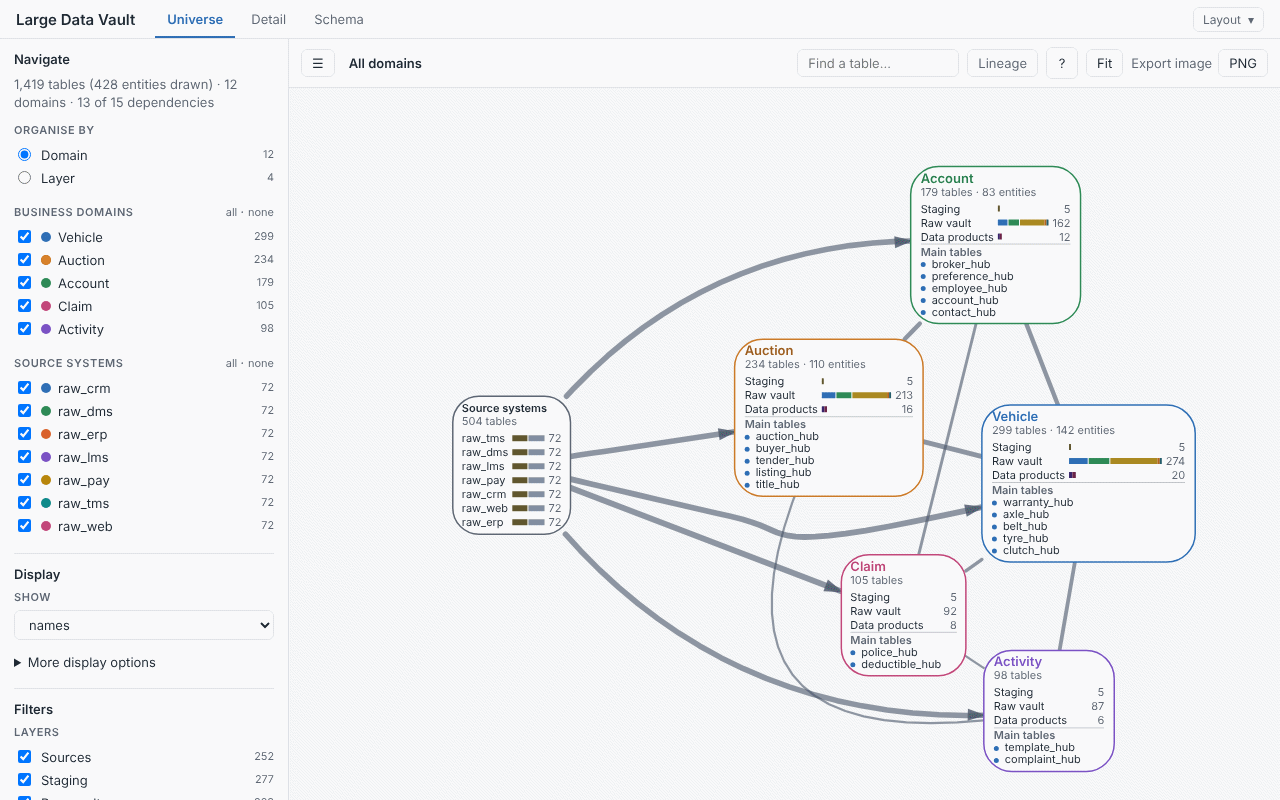 Large Data Vault
Universe
Detail
Schema
Layout ▾
Navigate
1,419 tables (428 entities drawn) · 12
domains · 13 of 15 dependencies
ORGANISE BY
Domain 12
Layer 4
BUSINESS DOMAINS all · none
Vehicle 299
Auction 234
Account 179
Claim 105
Activity 98
SOURCE SYSTEMS all · none
raw_crm 72
raw_dms 72
raw_erp 72
raw_lms 72
raw_pay 72
raw_tms 72
raw_web 72
Display
SHOW
names
More display options
Filters
LAYERS
Sources 252
Staging 277
☰ All domains
Find a table...
Lineage
?
Fit
Export image
PNG
Source systems
504 tables
raw_tms 72
raw_dms 72
raw_lms 72
raw_pay 72
raw_crm 72
raw_web 72
raw_erp 72
Account
179 tables · 83 entities
Staging 5
Raw vault 162
Data products 12
Main tables
broker_hub
preference_hub
employee_hub
account_hub
contact_hub
Auction
234 tables · 110 entities
Staging 5
Raw vault 213
Data products 16
Main tables
auction_hub
buyer_hub
tender_hub
listing_hub
title_hub
Vehicle
299 tables · 142 entities
Staging 5
Raw vault 274
Data products 20
Main tables
warranty_hub
axle_hub
belt_hub
tyre_hub
clutch_hub
Claim
105 tables
Staging 5
Raw vault 92
Data products 8
Main tables
police_hub
deductible_hub
Activity
98 tables
Staging 5
Raw vault 87
Data products 6
Main tables
template_hub
complaint_hub